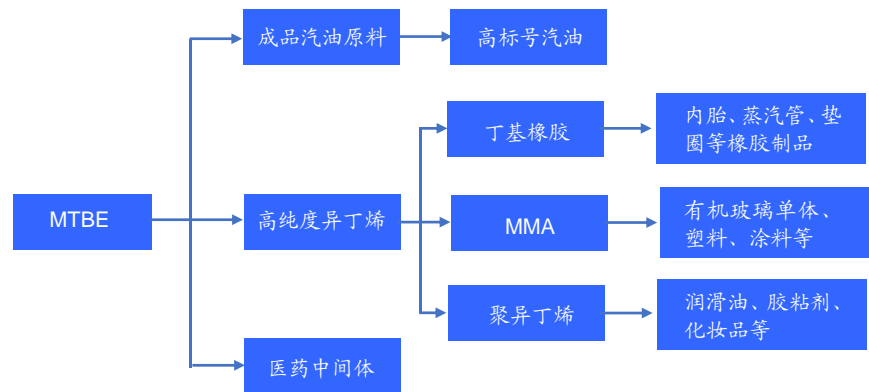 成品汽油原料
高标号汽油
丁基橡胶
内胎、蒸汽管、垫
圈等橡胶制品
MTBE
高纯度异丁烯
MMA
有机玻璃单体、
塑料、涂料等
聚异丁烯
润滑油、胶粘剂、
化妆品等
医药中间体